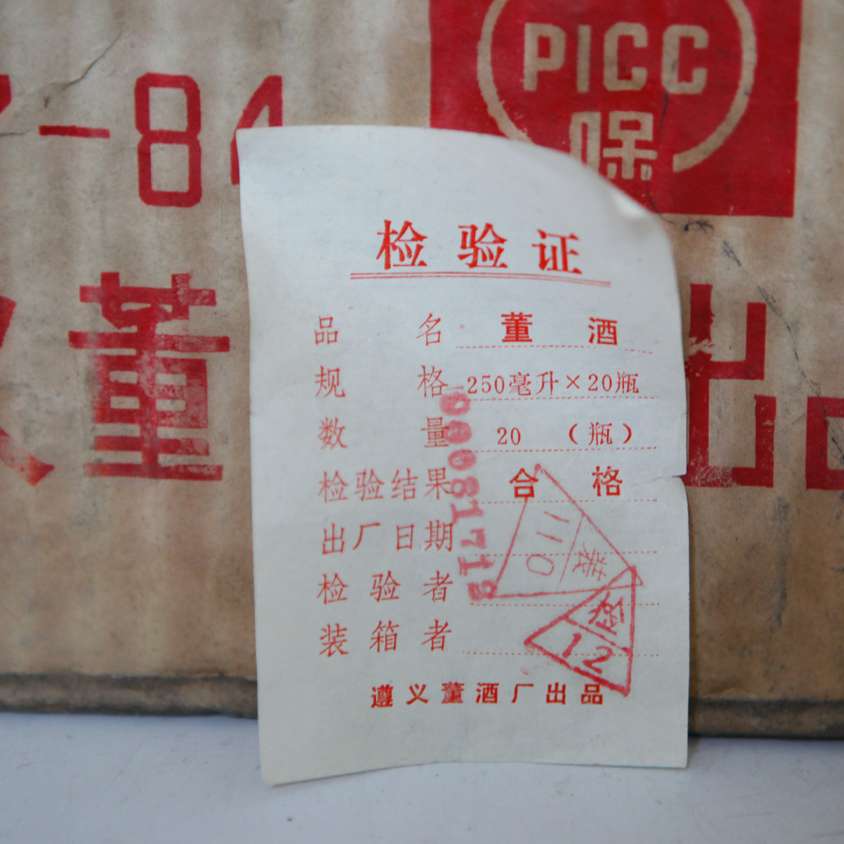 PICC
保
-84
义董
出口
检验证
品名 董酒
规格 250毫升×20瓶
数量 20 （瓶）
检验结果 合格
出厂日期
检验者
装箱者
遵义董酒厂出品
装
110
检
12